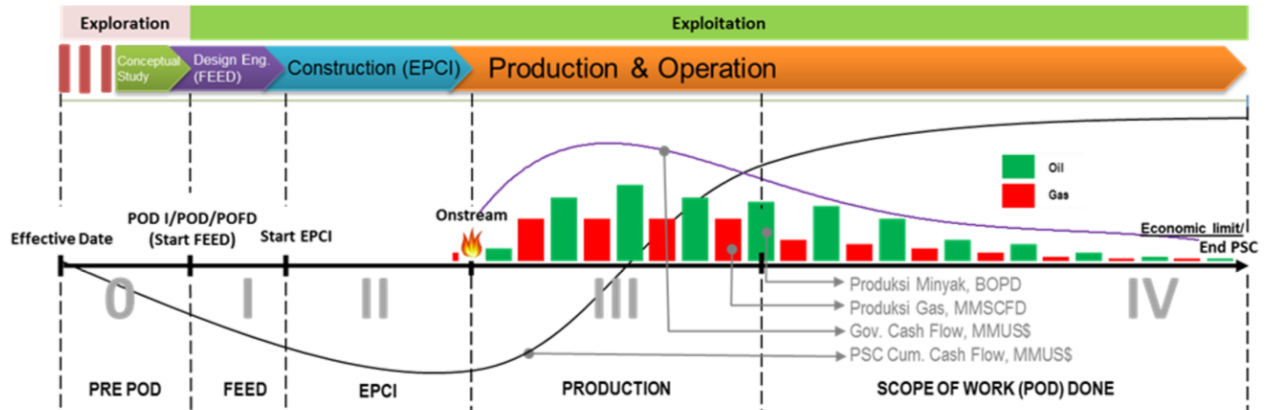 Exploration
Exploitation
Conceptual
Study
Design Eng.
(FEED)
Construction (EPCI)
Production & Operation
Oil
Gas
POD I/POD/POFD
(Start FEED)
Effective Date
Start EPCI
Onstream
Economic limit/
End PSC
0
I
II
III
IV
Produksi Minyak, BOPD
Produksi Gas, MMSCFD
Gov. Cash Flow, MMUS$
PSC Cum. Cash Flow, MMUS$
PRE POD
FEED
EPCI
PRODUCTION
SCOPE OF WORK (POD) DONE